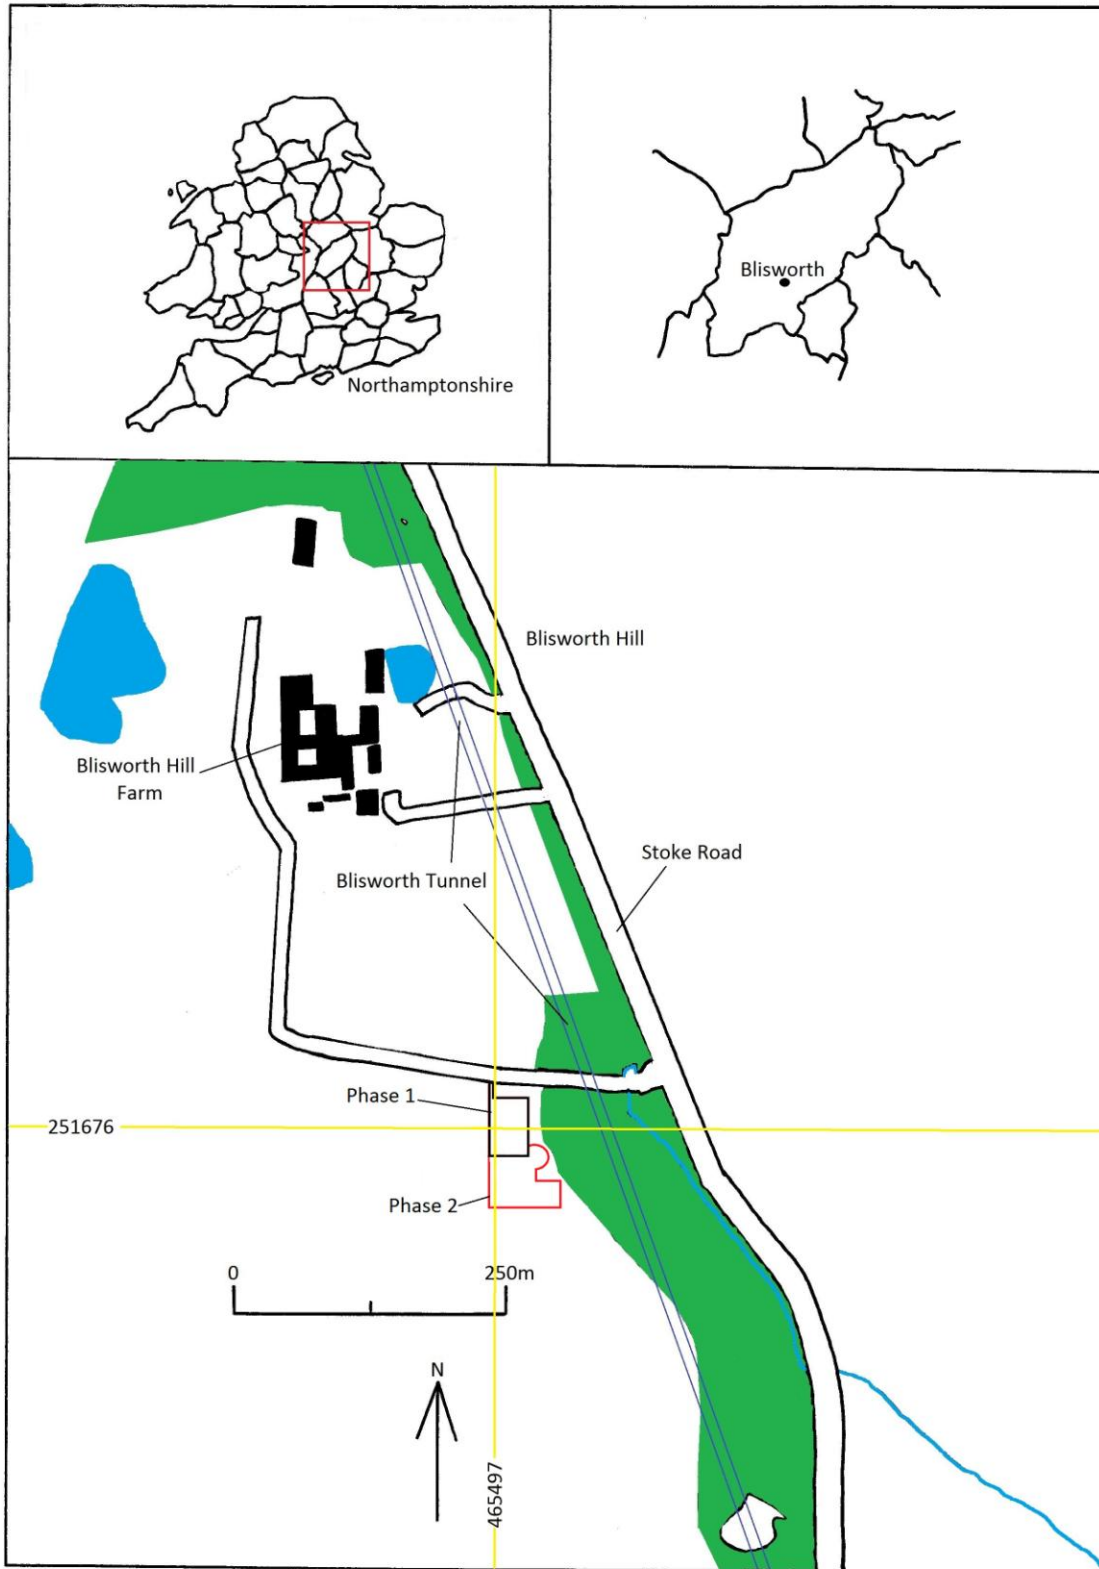 Northamptonshire
Blisworth
Blisworth Hill
Blisworth Hill
Farm
Stoke Road
Blisworth Tunnel
Phase 1
251676
Phase 2
0
250m
N
465497